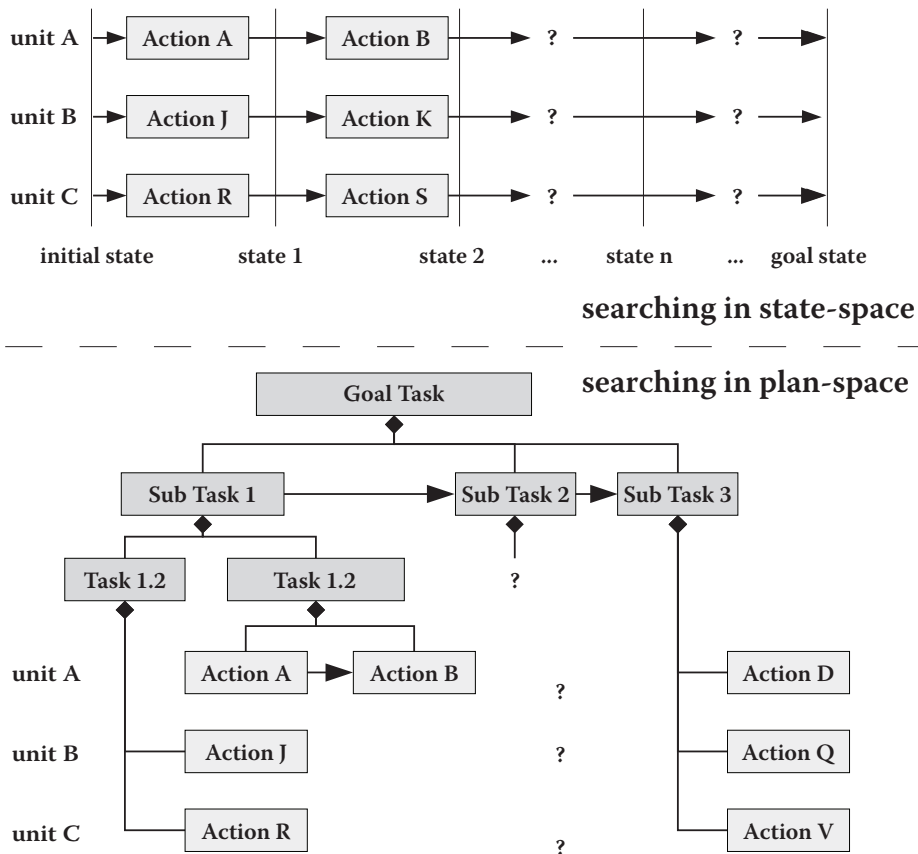 unit A Action A Action B ? ?
unit B Action J Action K ? ?
unit C Action R Action S ? ?
initial state state 1 state 2 ... state n ... goal state
searching in state-space
searching in plan-space
Goal Task
Sub Task 1 Sub Task 2 Sub Task 3
Task 1.2 Task 1.2 ?
unit A Action A Action B ? Action D
unit B Action J ? Action Q
unit C Action R ? Action V